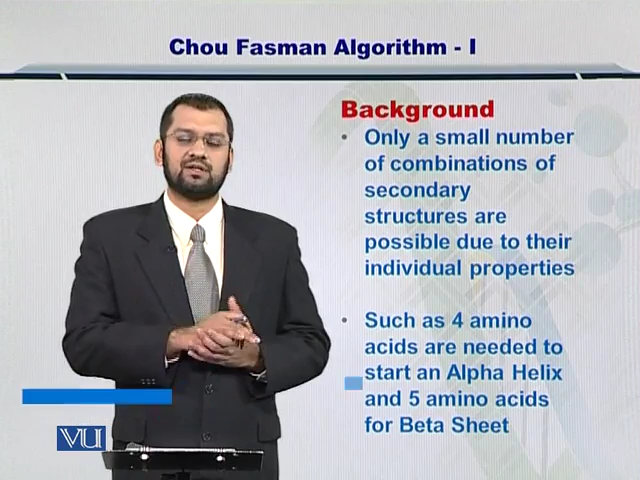 Chou Fasman Algorithm - I
Background
• Only a small number
of combinations of
secondary
structures are
possible due to their
individual properties
• Such as 4 amino
acids are needed to
start an Alpha Helix
and 5 amino acids
for Beta Sheet
VU